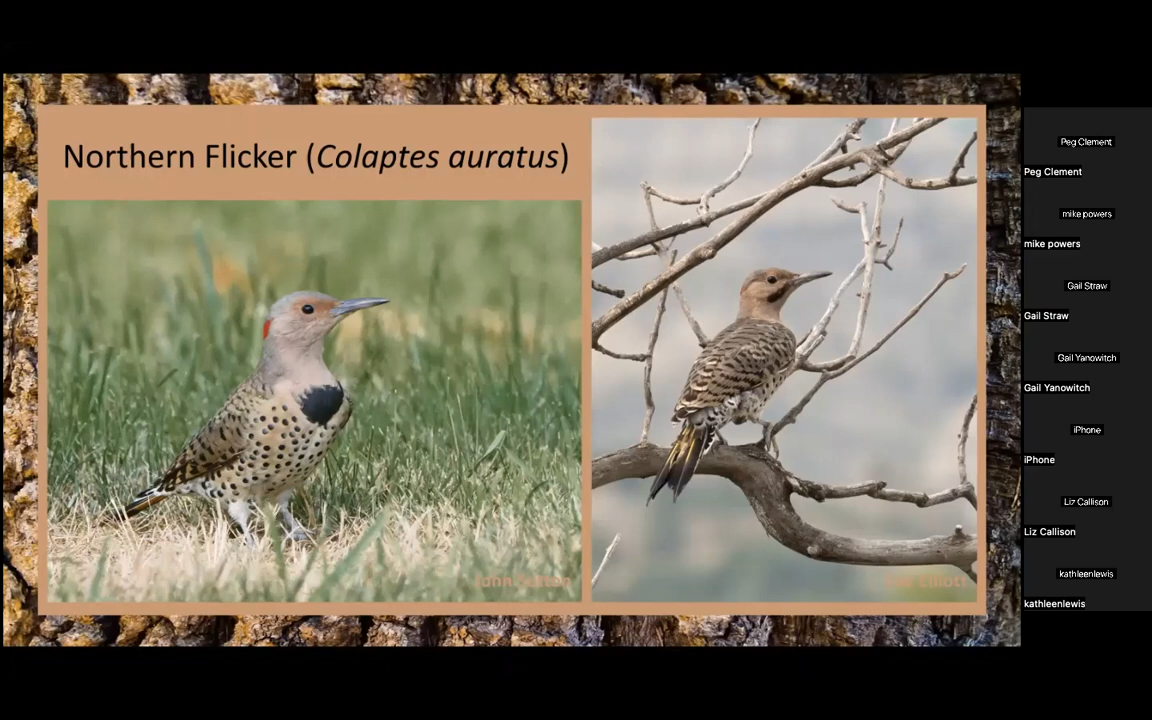 Northern Flicker (Colaptes auratus)
Elliott
Peg Clement
Peg Clement
mike powers
mike powers
Gail Straw
Gail Straw
Gail Yanowitch
Gail Yanowitch
iPhone
iPhone
Liz Callison
Liz Callison
kathleenlewis
kathleenlewis